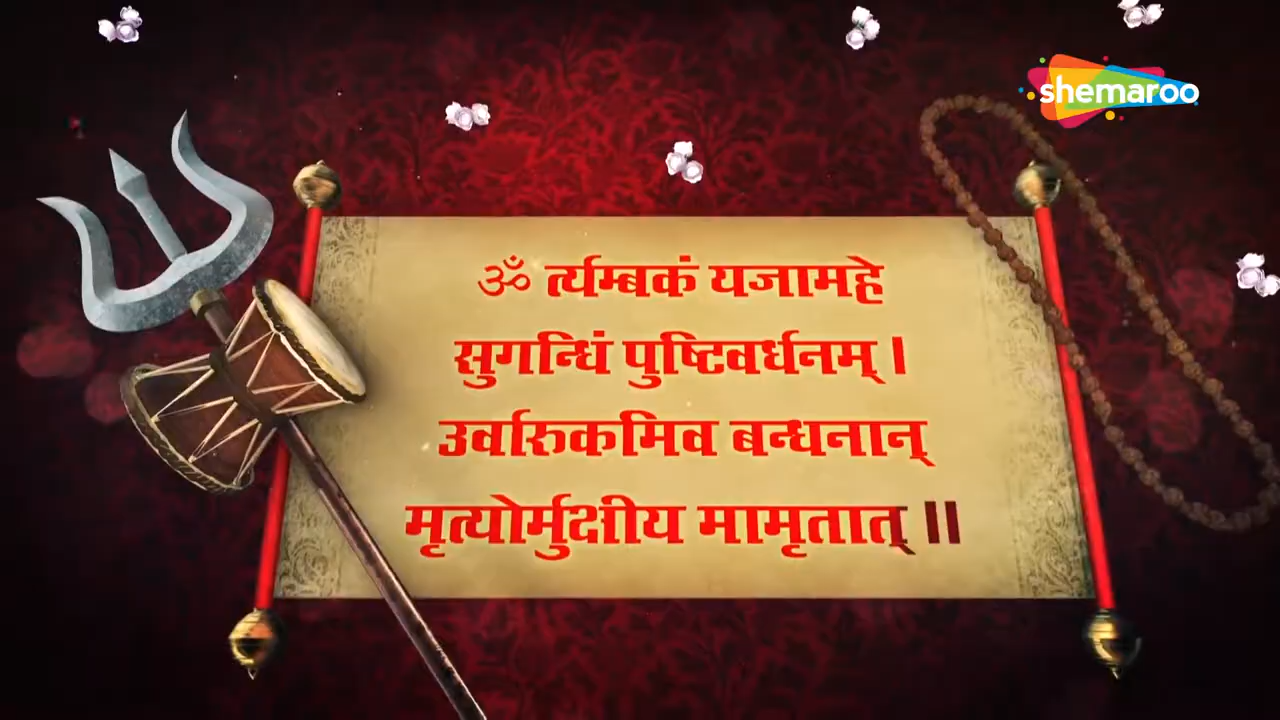 shemaroo
ॐ र्त्यम्बकं यजामहे
सुगन्धिं पुष्टिवर्धनम् ।
उर्वारुकमिव बन्धनान्
मृत्योर्मुक्षीय मामृतात् ॥